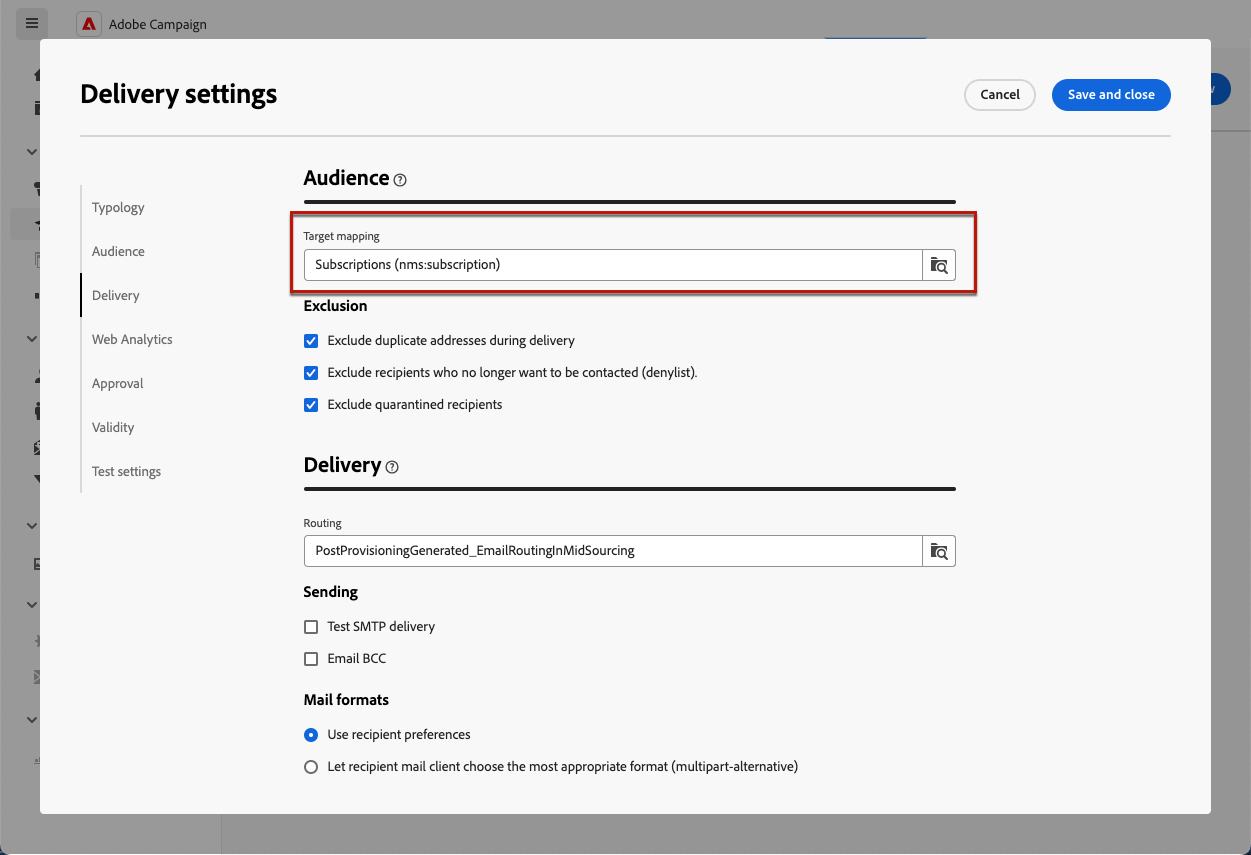 Adobe Campaign
Delivery settings
Cancel
Save and close
Typology
Audience
Delivery
Web Analytics
Approval
Validity
Test settings
Audience
Target mapping
Subscriptions (nms:subscription)
Exclusion
Exclude duplicate addresses during delivery
Exclude recipients who no longer want to be contacted (denylist).
Exclude quarantined recipients
Delivery
Routing
PostProvisioningGenerated_EmailRoutingInMidSourcing
Sending
Test SMTP delivery
Email BCC
Mail formats
Use recipient preferences
Let recipient mail client choose the most appropriate format (multipart-alternative)